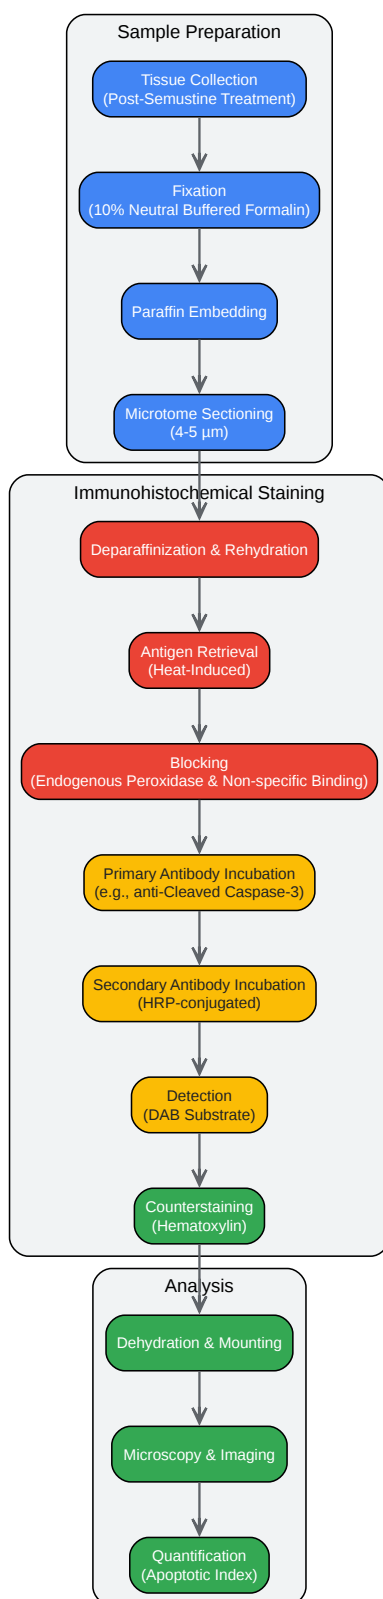 Sample Preparation
Tissue Collection
(Post-Semustine Treatment)
Fixation
(10% Neutral Buffered Formalin)
Paraffin Embedding
Microtome Sectioning
(4-5 µm)
Immunohistochemical Staining
Deparaffinization & Rehydration
Antigen Retrieval
(Heat-Induced)
Blocking
(Endogenous Peroxidase & Non-specific Binding)
Primary Antibody Incubation
(e.g., anti-Cleaved Caspase-3)
Secondary Antibody Incubation
(HRP-conjugated)
Detection
(DAB Substrate)
Counterstaining
(Hematoxylin)
Analysis
Dehydration & Mounting
Microscopy & Imaging
Quantification
(Apoptotic Index)